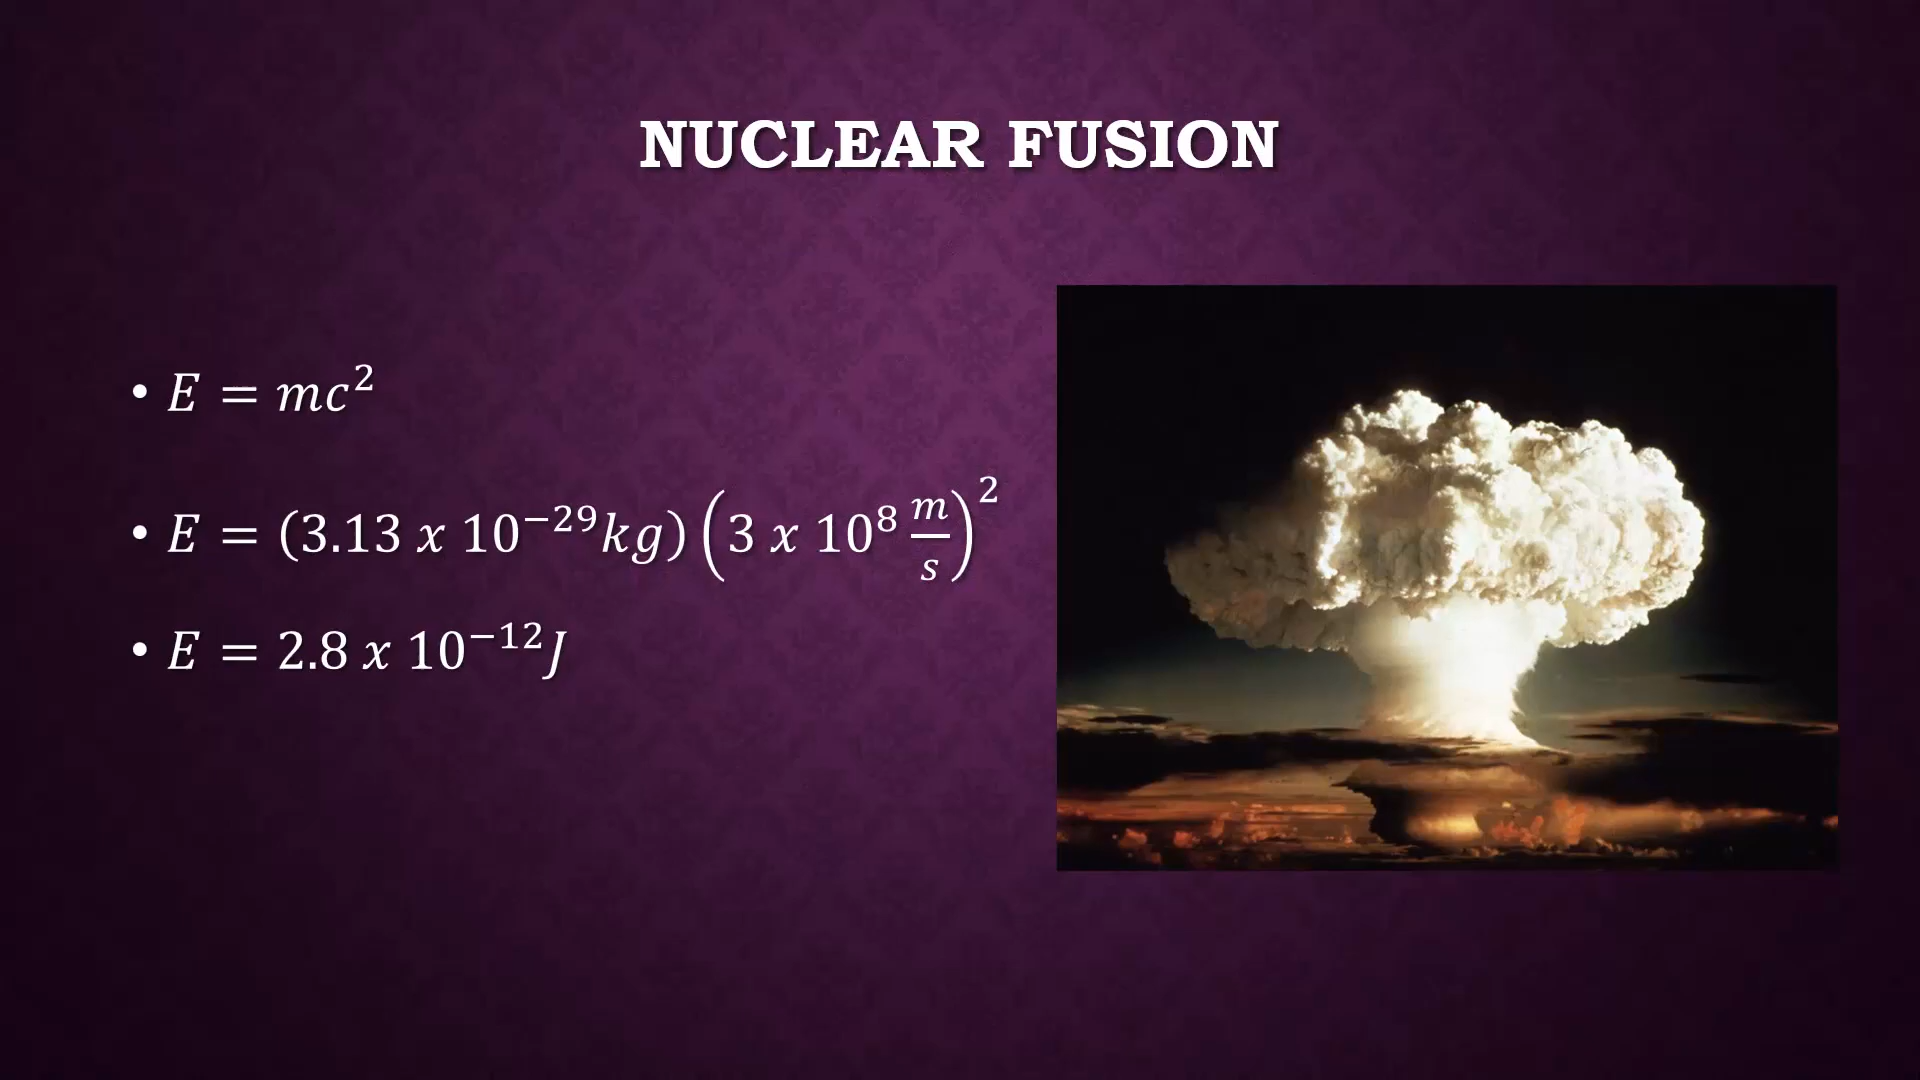 NUCLEAR FUSION
• E = mc²
• E = (3.13 x 10⁻²⁹kg)(3 x 10⁸ m/s)²
• E = 2.8 x 10⁻¹²J